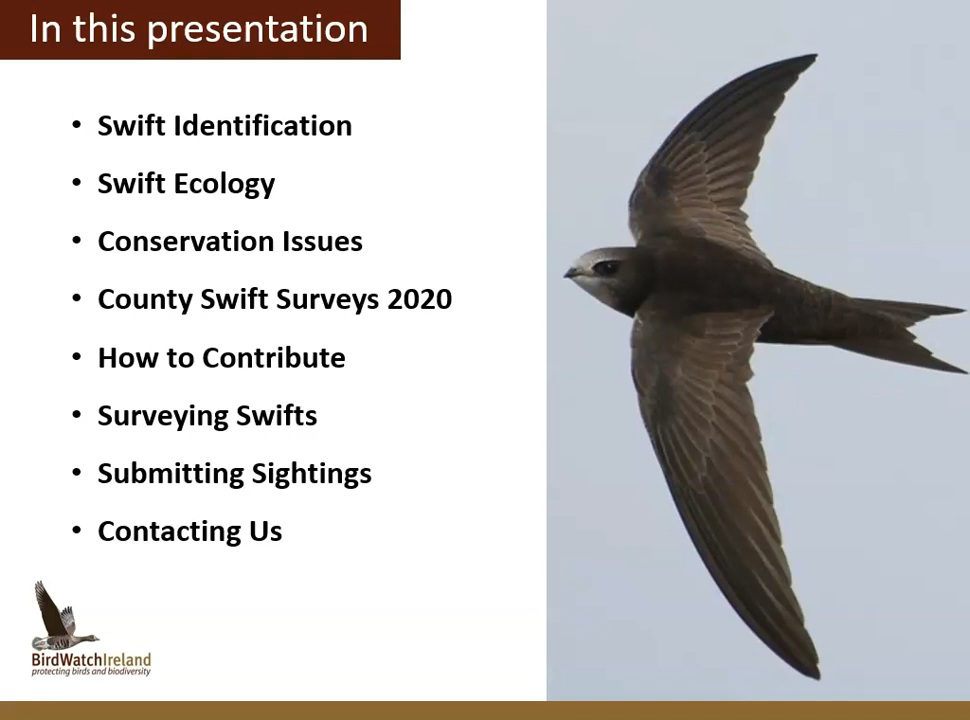 In this presentation
• Swift Identification
• Swift Ecology
• Conservation Issues
• County Swift Surveys 2020
• How to Contribute
• Surveying Swifts
• Submitting Sightings
• Contacting Us
BirdWatchIreland
protecting birds and biodiversity